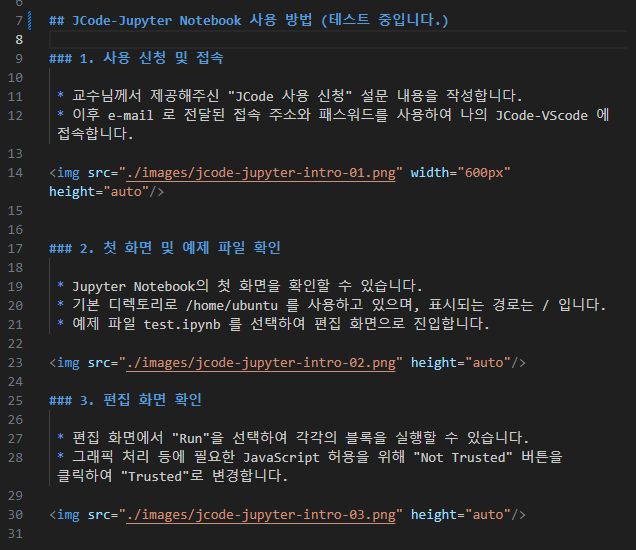 6
7 ## JCode-Jupyter Notebook 사용 방법 (테스트 중입니다.)
8
9 ### 1. 사용 신청 및 접속
10
11 * 교수님께서 제공해주신 "JCode 사용 신청" 설문 내용을 작성합니다.
12 * 이후 e-mail 로 전달된 접속 주소와 패스워드를 사용하여 나의 JCode-VScode 에
접속합니다.
13
14 <img src="./images/jcode-jupyter-intro-01.png" width="600px"
height="auto"/>
15
16
17 ### 2. 첫 화면 및 예제 파일 확인
18
19 * Jupyter Notebook의 첫 화면을 확인할 수 있습니다.
20 * 기본 디렉토리로 /home/ubuntu 를 사용하고 있으며, 표시되는 경로는 / 입니다.
21 * 예제 파일 test.ipynb 를 선택하여 편집 화면으로 진입합니다.
22
23 <img src="./images/jcode-jupyter-intro-02.png" height="auto"/>
24
25 ### 3. 편집 화면 확인
26
27 * 편집 화면에서 "Run"을 선택하여 각각의 블록을 실행할 수 있습니다.
28 * 그래픽 처리 등에 필요한 JavaScript 허용을 위해 "Not Trusted" 버튼을
클릭하여 "Trusted"로 변경합니다.
29
30 <img src="./images/jcode-jupyter-intro-03.png" height="auto"/>
31